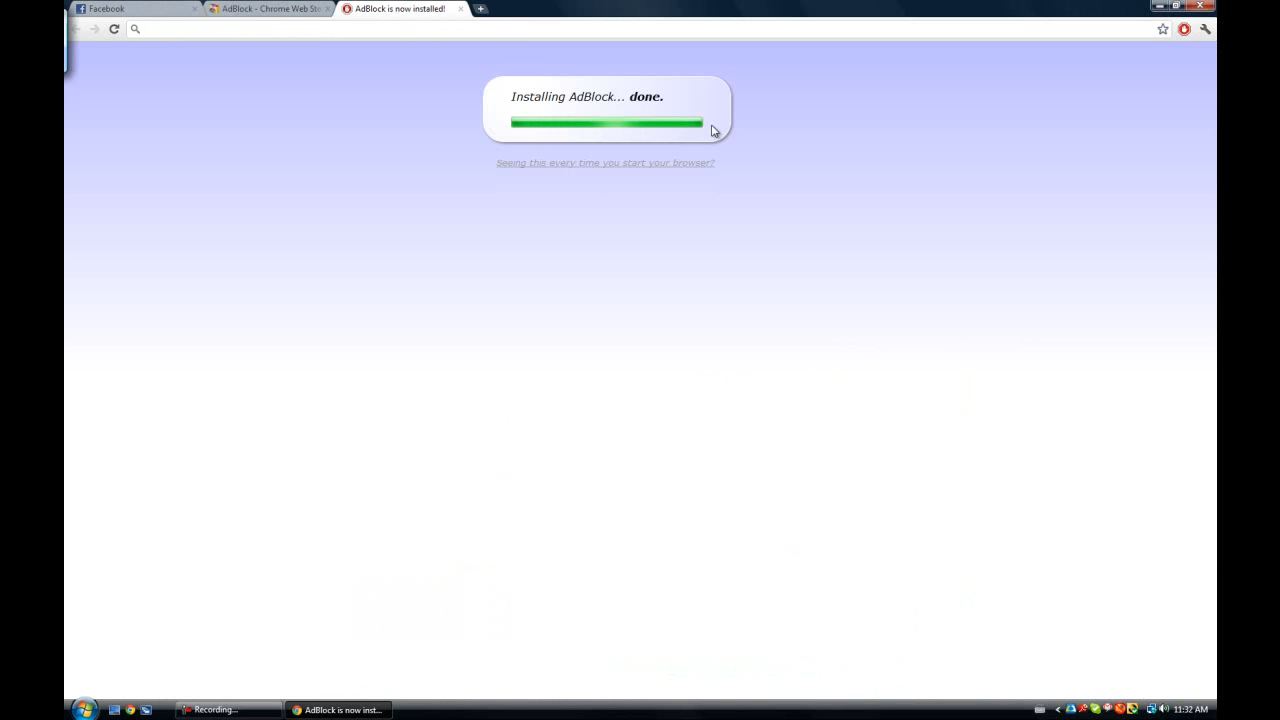 Facebook
AdBlock - Chrome Web Sto
AdBlock is now installed!
Installing AdBlock... done.
Seeing this every time you start your browser?
Recording...
AdBlock is now inst...
11:32 AM